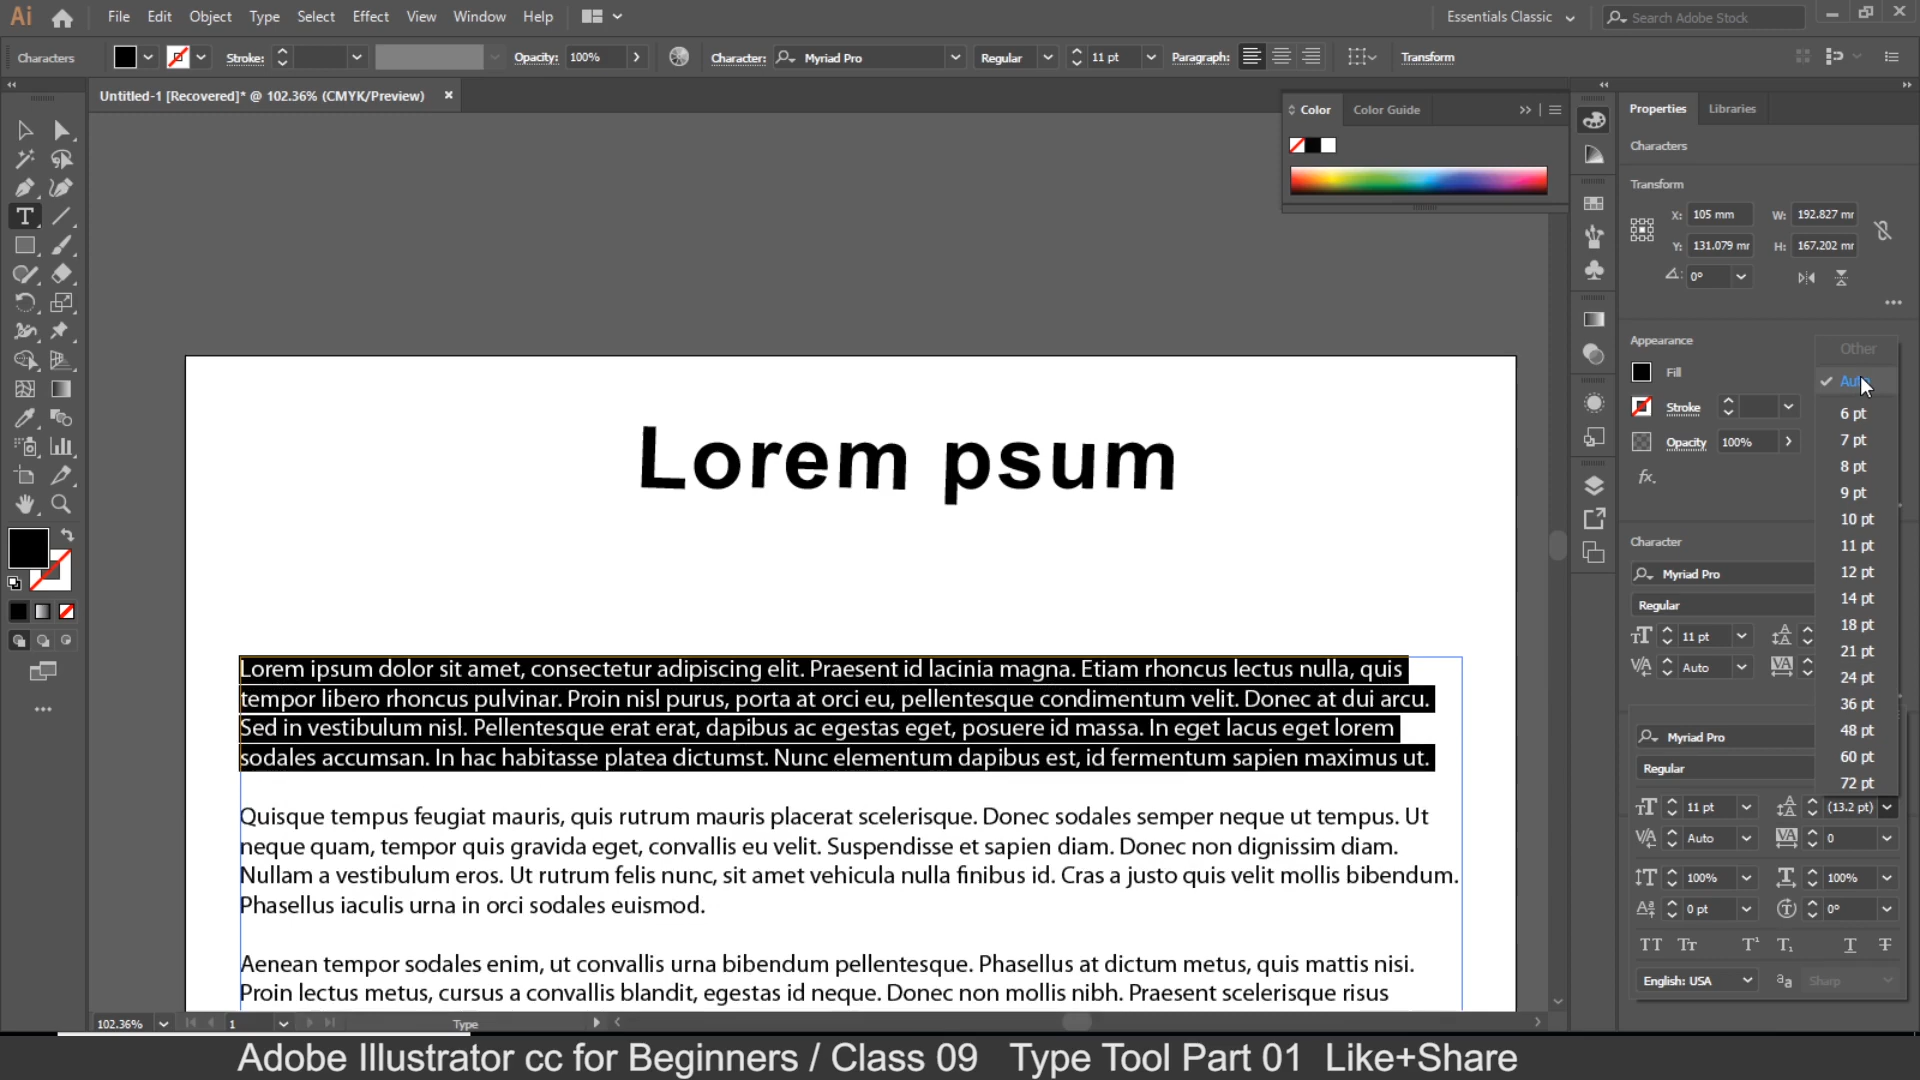 Ai File Edit Object Type Select Effect View Window Help Essentials Classic Search Adobe Stock
Characters Stroke: Opacity: 100% Character: Myriad Pro Regular 11 pt Paragraph: Transform
Untitled-1 [Recovered]* @ 102.36% (CMYK/Preview)
Color Color Guide
Properties Libraries
Characters
Transform
X: 105 mm W: 192.827 mr
Y: 131.079 mr H: 167.202 mr
0°
Appearance
Fill
Stroke
Opacity 100%
fx.
Other
6 pt
7 pt
8 pt
9 pt
10 pt
11 pt
12 pt
14 pt
18 pt
21 pt
24 pt
36 pt
48 pt
60 pt
72 pt
Character
Myriad Pro
Regular
11 pt
Auto
Myriad Pro
Regular
11 pt (13.2 pt)
Auto 0
100% 100%
0 pt 0°
English: USA Sharp
Lorem psum
Lorem ipsum dolor sit amet, consectetur adipiscing elit. Praesent id lacinia magna. Etiam rhoncus lectus nulla, quis
tempor libero rhoncus pulvinar. Proin nisl purus, porta at orci eu, pellentesque condimentum velit. Donec at dui arcu.
Sed in vestibulum nisl. Pellentesque erat erat, dapibus ac egestas eget, posuere id massa. In eget lacus eget lorem
sodales accumsan. In hac habitasse platea dictumst. Nunc elementum dapibus est, id fermentum sapien maximus ut.
Quisque tempus feugiat mauris, quis rutrum mauris placerat scelerisque. Donec sodales semper neque ut tempus. Ut
neque quam, tempor quis gravida eget, convallis eu velit. Suspendisse et sapien diam. Donec non dignissim diam.
Nullam a vestibulum eros. Ut rutrum felis nunc, sit amet vehicula nulla finibus id. Cras a justo quis velit mollis bibendum.
Phasellus iaculis urna in orci sodales euismod.
Aenean tempor sodales enim, ut convallis urna bibendum pellentesque. Phasellus at dictum metus, quis mattis nisi.
Proin lectus metus, cursus a convallis blandit, egestas id neque. Donec non mollis nibh. Praesent scelerisque risus
102.36% 1 Type
Adobe Illustrator cc for Beginners / Class 09 Type Tool Part 01 Like+Share